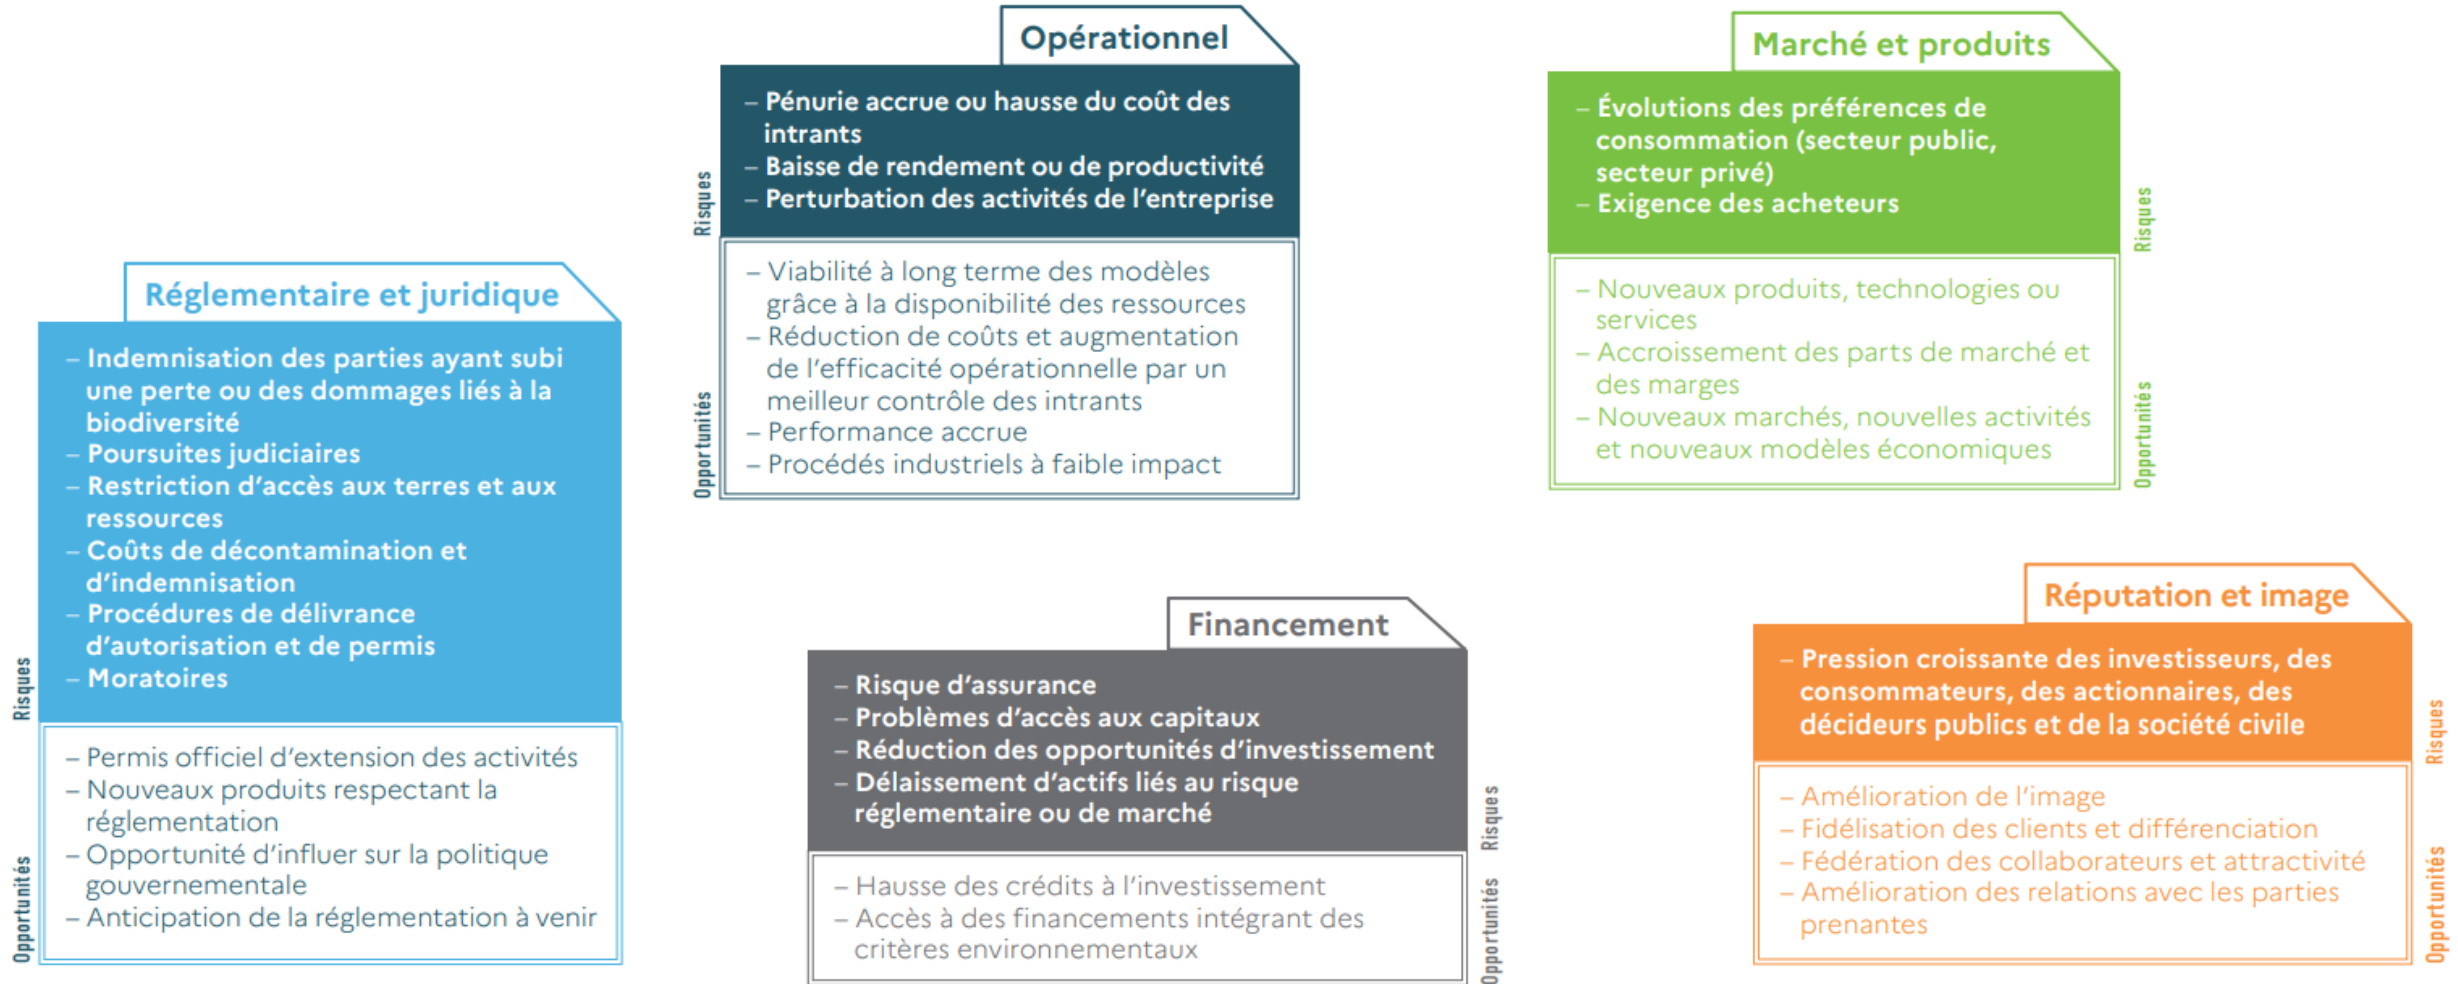 Opérationnel
– Pénurie accrue ou hausse du coût des
intrants
– Baisse de rendement ou de productivité
– Perturbation des activités de l'entreprise
Risques
– Viabilité à long terme des modèles
grâce à la disponibilité des ressources
– Réduction de coûts et augmentation
de l'efficacité opérationnelle par un
meilleur contrôle des intrants
– Performance accrue
– Procédés industriels à faible impact
Opportunités
Marché et produits
– Évolutions des préférences de
consommation (secteur public,
secteur privé)
– Exigence des acheteurs
Risques
– Nouveaux produits, technologies ou
services
– Accroissement des parts de marché et
des marges
– Nouveaux marchés, nouvelles activités
et nouveaux modèles économiques
Opportunités
Réglementaire et juridique
– Indemnisation des parties ayant subi
une perte ou des dommages liés à la
biodiversité
– Poursuites judiciaires
– Restriction d'accès aux terres et aux
ressources
– Coûts de décontamination et
d'indemnisation
– Procédures de délivrance
d'autorisation et de permis
– Moratoires
Risques
– Permis officiel d'extension des activités
– Nouveaux produits respectant la
réglementation
– Opportunité d'influer sur la politique
gouvernementale
– Anticipation de la réglementation à venir
Opportunités
Financement
– Risque d'assurance
– Problèmes d'accès aux capitaux
– Réduction des opportunités d'investissement
– Délaissement d'actifs liés au risque
réglementaire ou de marché
Risques
– Hausse des crédits à l'investissement
– Accès à des financements intégrant des
critères environnementaux
Opportunités
Réputation et image
– Pression croissante des investisseurs, des
consommateurs, des actionnaires, des
décideurs publics et de la société civile
Risques
– Amélioration de l'image
– Fidélisation des clients et différenciation
– Fédération des collaborateurs et attractivité
– Amélioration des relations avec les parties
prenantes
Opportunités